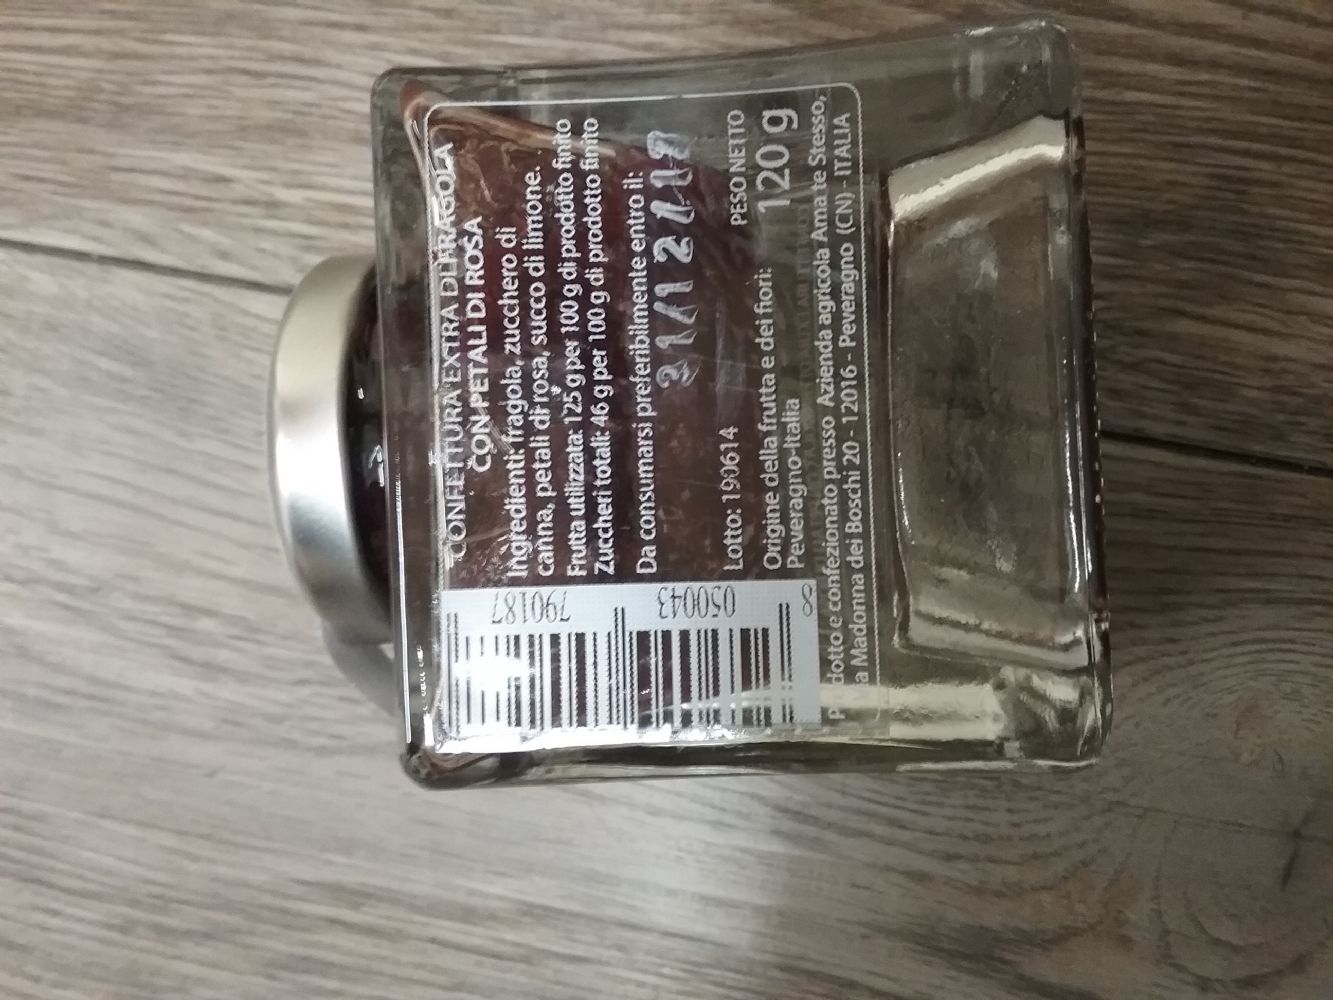 CONFETTURA EXTRA DI FRAGOLA
CON PETALI DI ROSA
Ingredienti: fragola, zucchero di
canna, petali di rosa, succo di limone.
Frutta utilizzata: 125 g per 100 g di prodotto finito
Zuccheri totali: 46 g per 100 g di prodotto finito
Da consumarsi preferibilmente entro il:
Lotto: 190614
PESO NETTO
120 g
Origine della frutta e dei fiori:
Peveragno-Italia
confezionato presso Azienda agricola Ama te Stesso,
Madonna dei Boschi 20 - 12016 - Peveragno (CN) - ITALIA
8 050043 790187